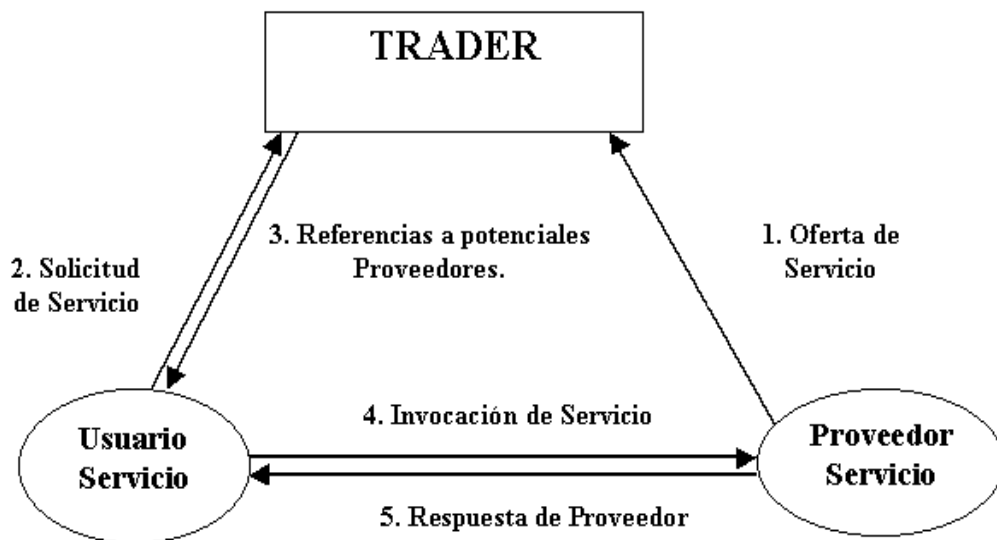 TRADER
3. Referencias a potenciales
Proveedores.
1. Oferta de
Servicio
2. Solicitud
de Servicio
4. Invocación de Servicio
Usuario
Servicio
Proveedor
Servicio
5. Respuesta de Proveedor